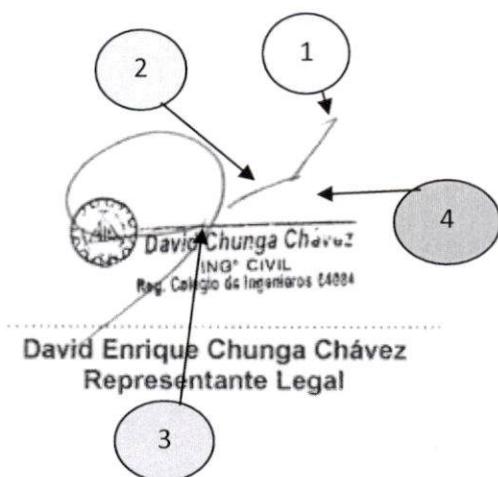 1
2
4
David Chunga Chávez
ING° CIVIL
Reg. Colegio de Ingenieros 64084
David Enrique Chunga Chávez
Representante Legal
3